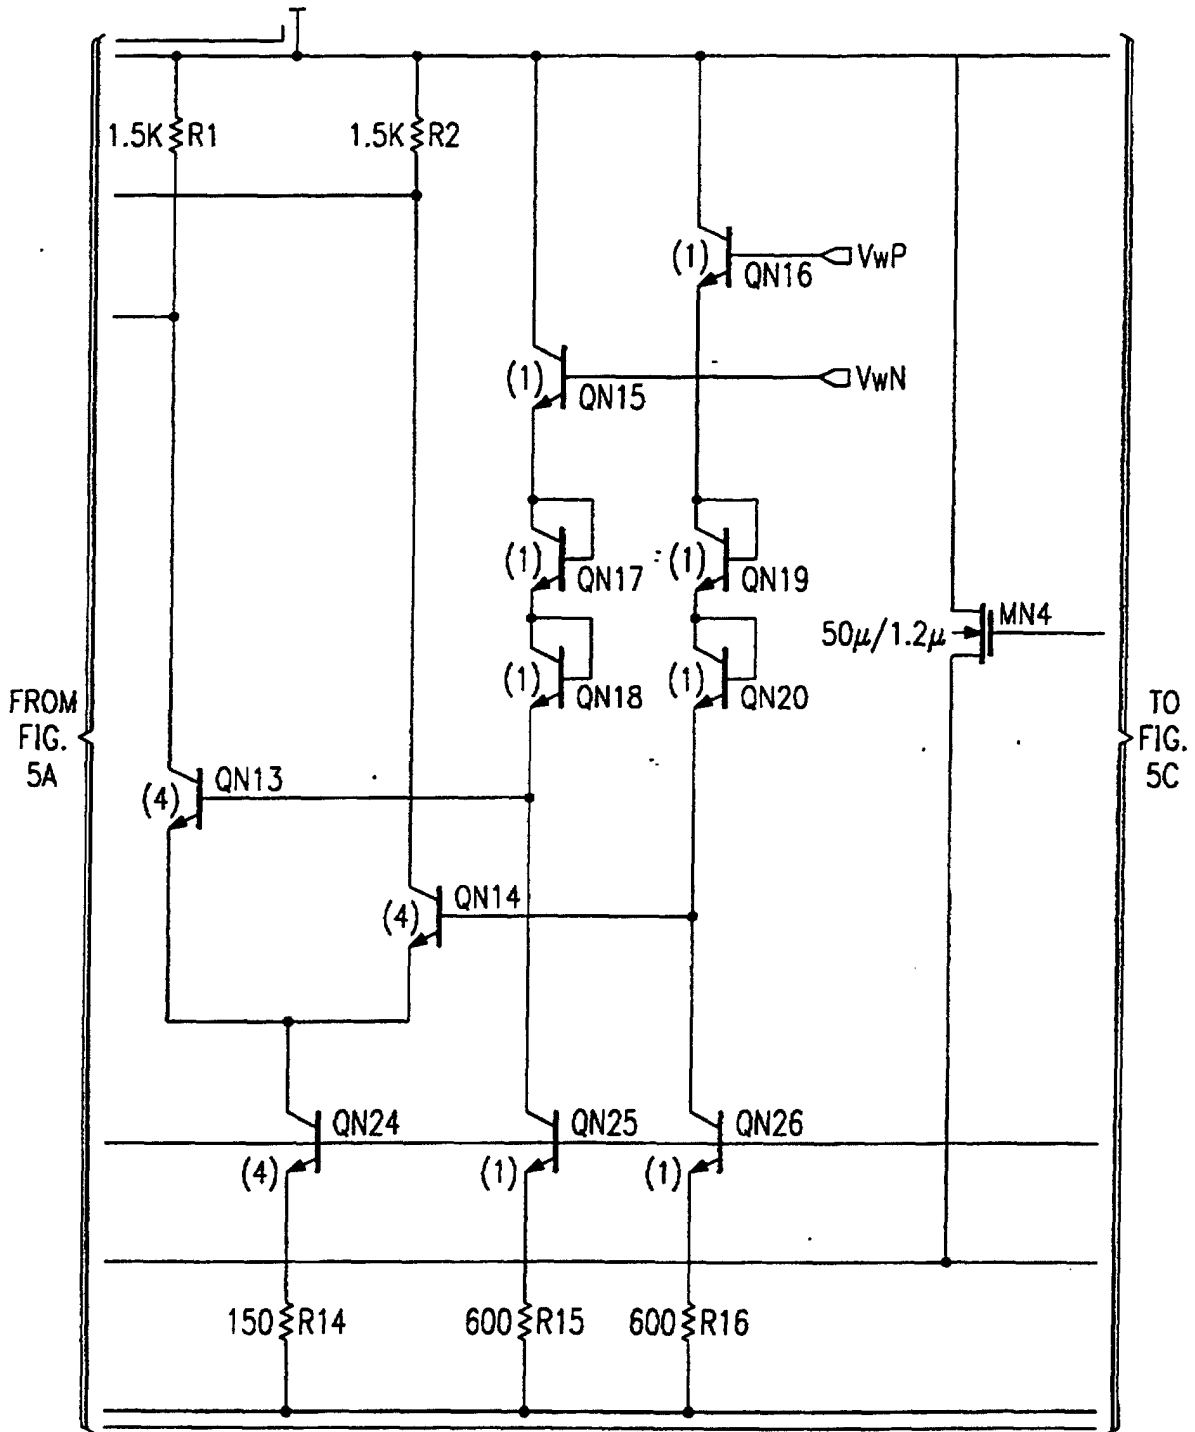 1.5K R1
1.5K R2
(1)
QN16
VwP
(1)
QN15
VwN
(1)
QN17
(1)
QN19
50μ/1.2μ
MN4
(1)
QN18
(1)
QN20
FROM
FIG.
5A
TO
FIG.
5C
(4)
QN13
(4)
QN14
QN24
(4)
QN25
(1)
QN26
(1)
150 R14
600 R15
600 R16